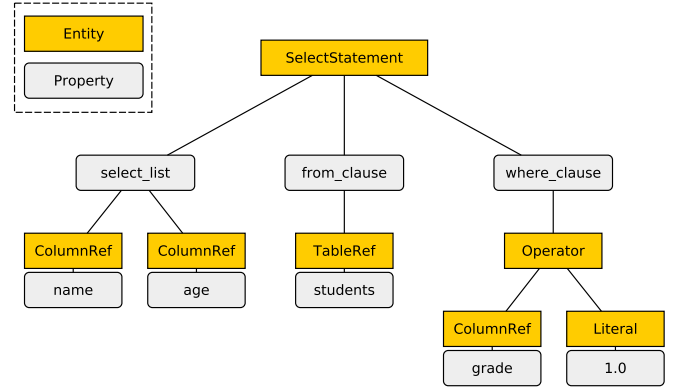 Entity
Property
SelectStatement
select_list
from_clause
where_clause
ColumnRef
ColumnRef
TableRef
Operator
name
age
students
ColumnRef
Literal
grade
1.0